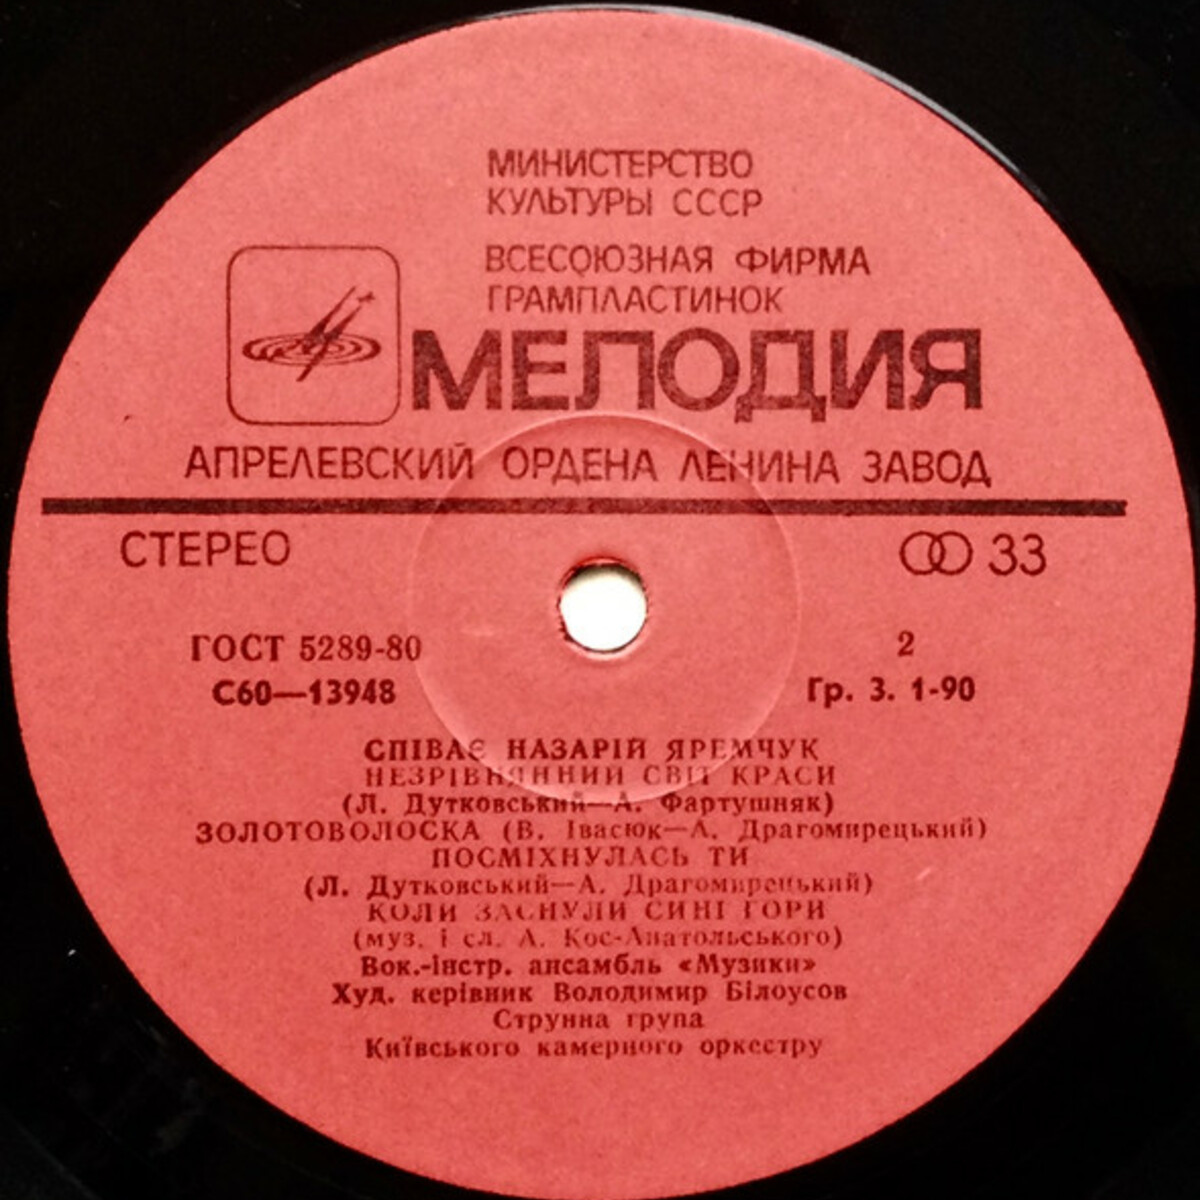 МИНИСТЕРСТВО
КУЛЬТУРЫ СССР
ВСЕСОЮЗНАЯ ФИРМА
ГРАМПЛАСТИНОК
МЕЛОДИЯ
АПРЕЛЕВСКИЙ ОРДЕНА ЛЕНИНА ЗАВОД
СТЕРЕО
33
ГОСТ 5289-80
2
С60—13948
Гр. 3. 1-90
СПІВАЄ НАЗАРІЙ ЯРЕМЧУК
НЕЗРІВНЯННИЙ СВІТ КРАСИ
(Л. Дутковський—А. Фартушняк)
ЗОЛОТОВОЛОСКА (В. Івасюк—А. Драгомирецький)
ПОСМІХНУЛАСЬ ТИ
(Л. Дутковський—А. Драгомирецький)
КОЛИ ЗАСНУЛИ СИНІ ГОРИ
(муз. і сл. А. Кос-Анатольського)
Вок.-інстр. ансамбль «Музики»
Худ. керівник Володимир Білоусов
Струнна група
Київського камерного оркестру